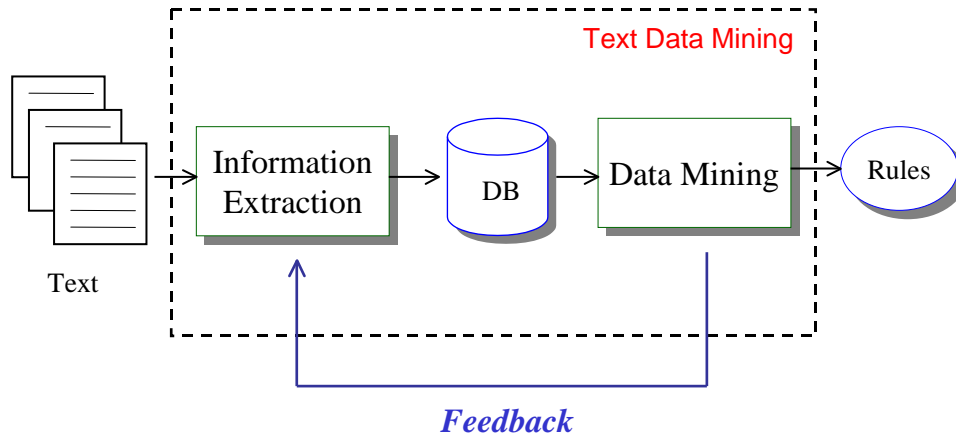 Text Data Mining
Text
Information
Extraction
DB
Data Mining
Rules
Feedback